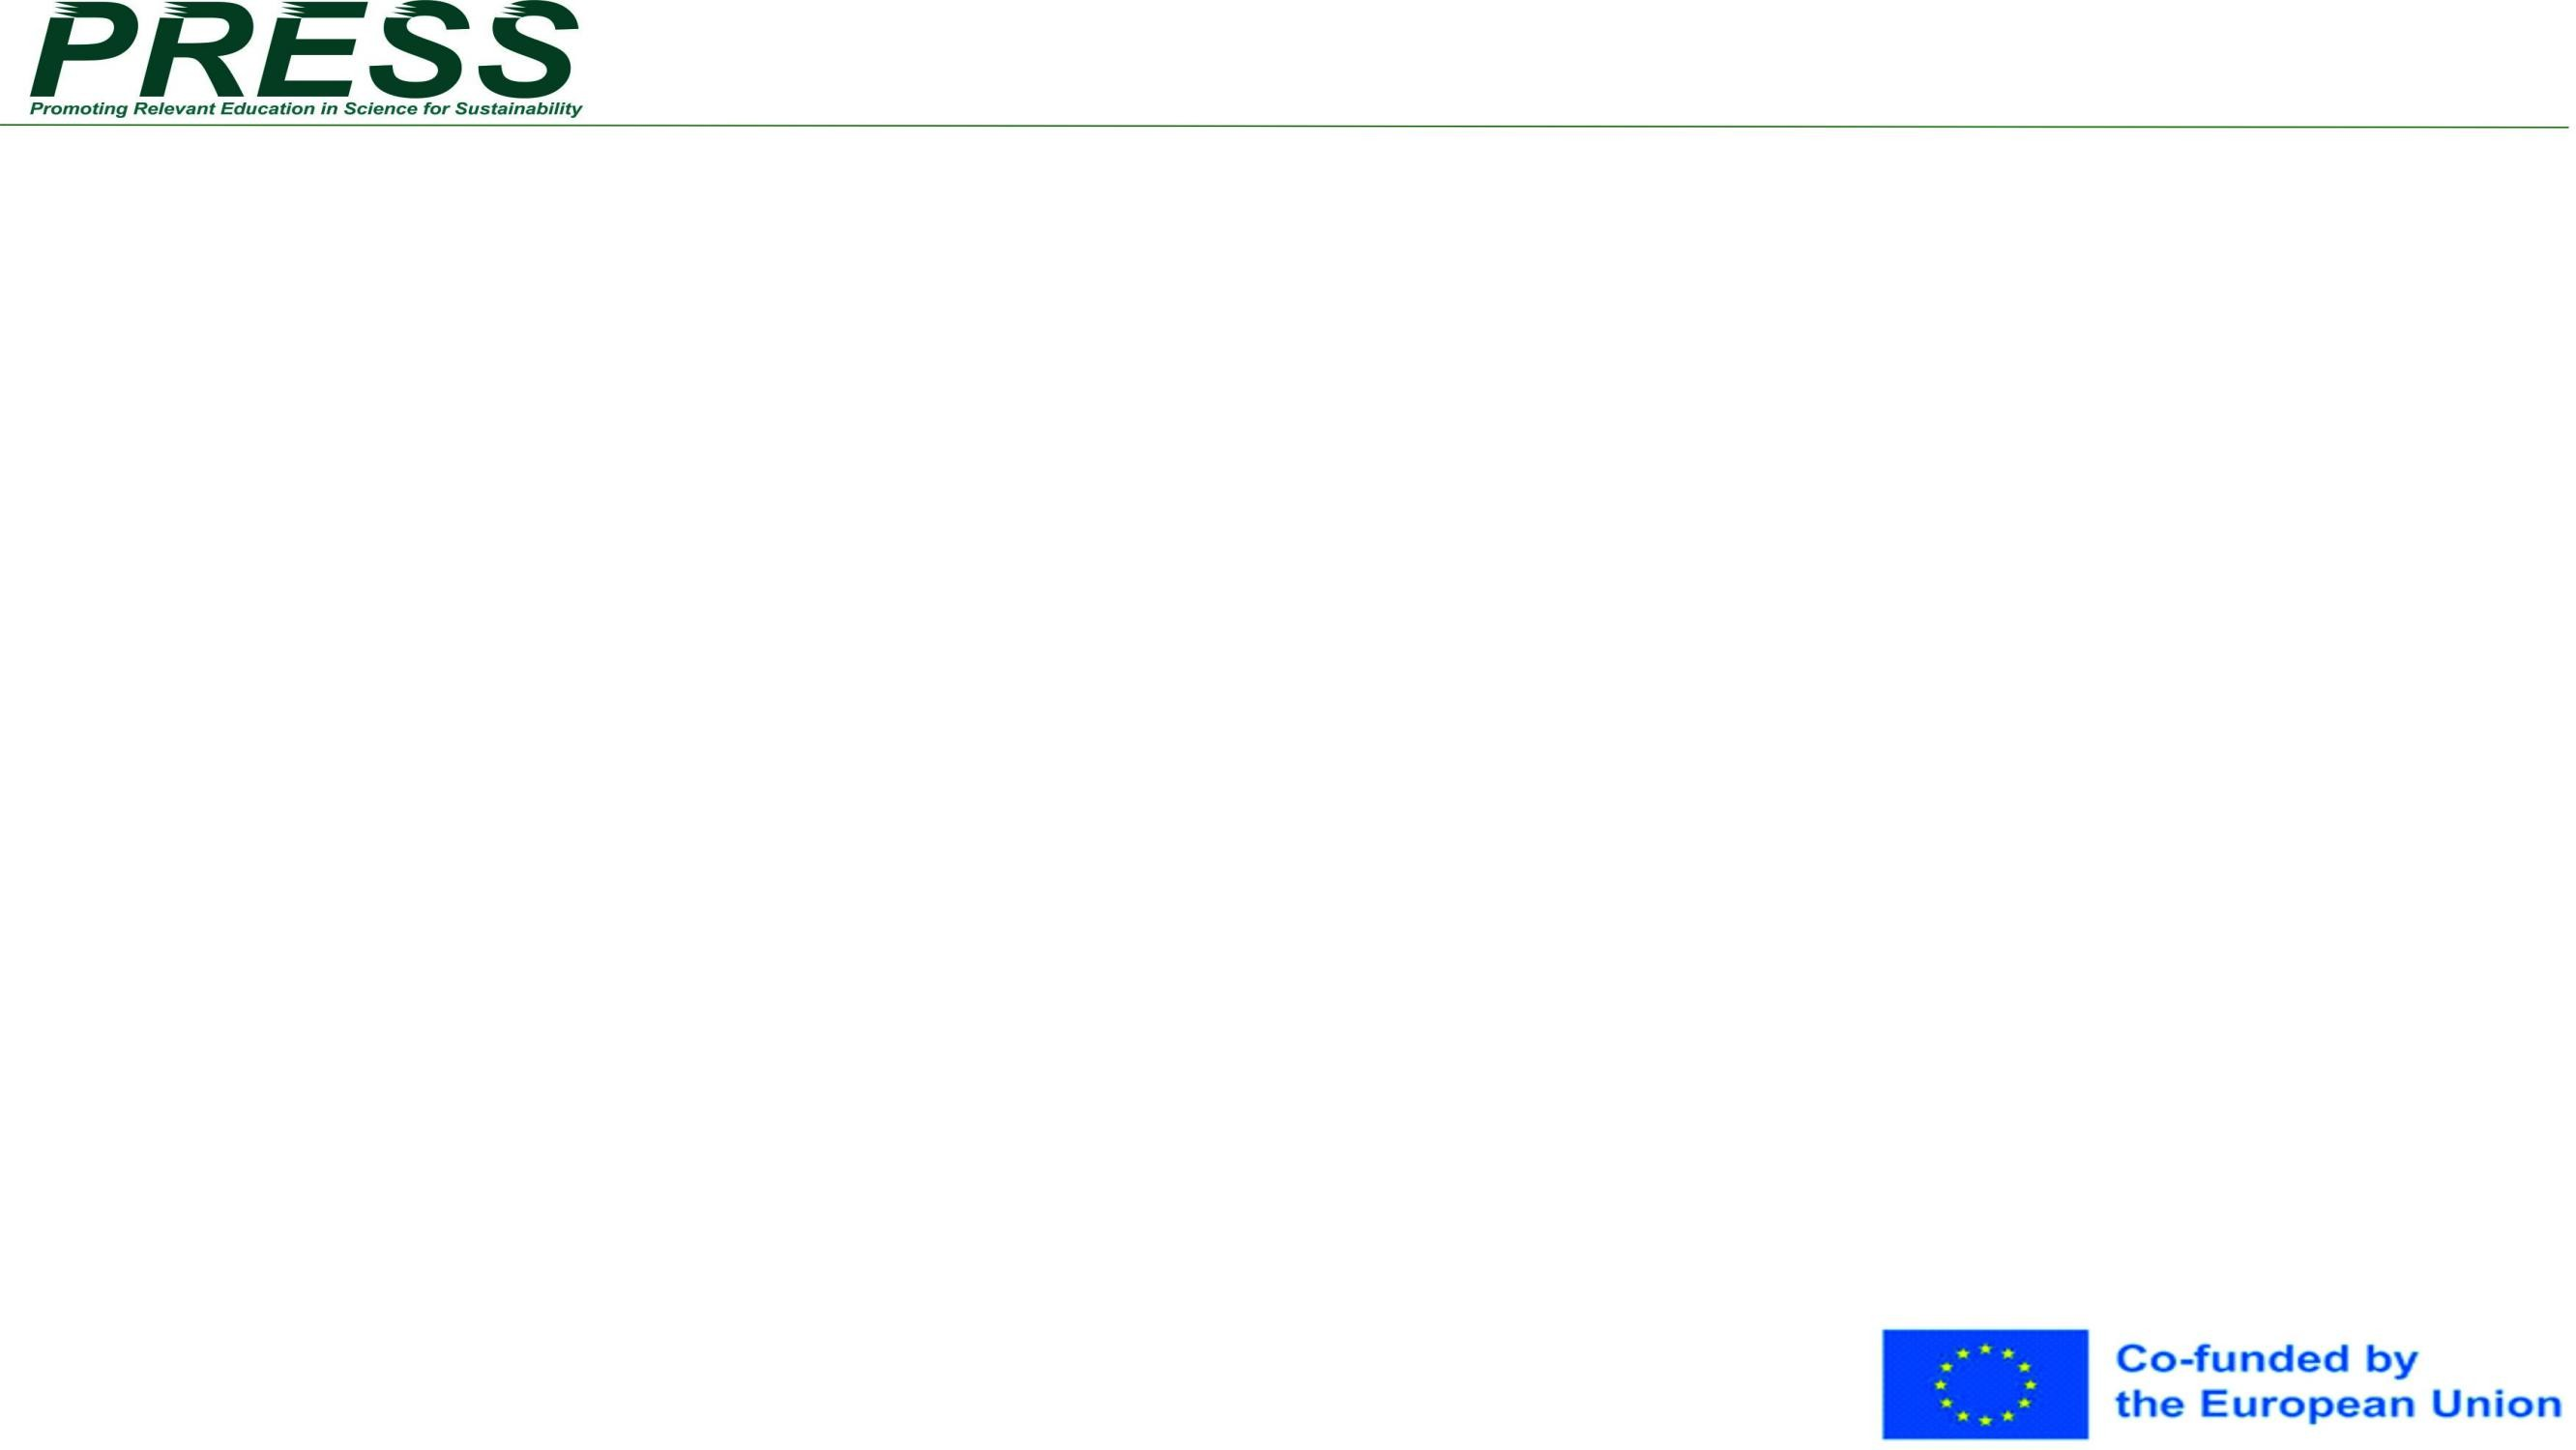 PRESS
Promoting Relevant Education in Science for Sustainability
Co-funded by
the European Union